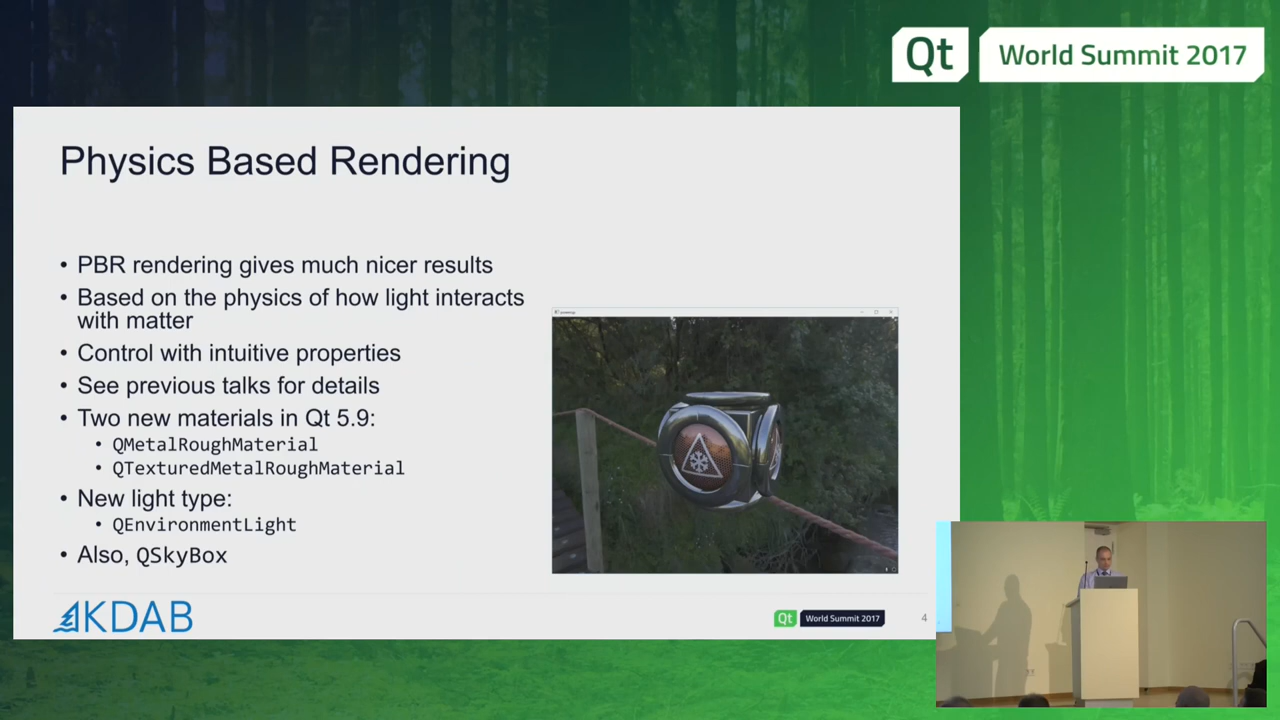 Qt
World Summit 2017
Physics Based Rendering
• PBR rendering gives much nicer results
• Based on the physics of how light interacts
with matter
• Control with intuitive properties
• See previous talks for details
• Two new materials in Qt 5.9:
• QMetalRoughMaterial
• QTexturedMetalRoughMaterial
• New light type:
• QEnvironmentLight
• Also, QSkyBox
KDAB
Qt World Summit 2017
4